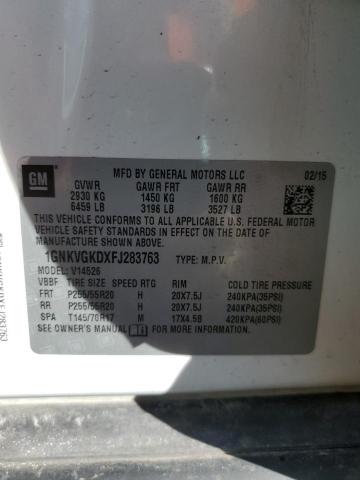 GM
MFD BY GENERAL MOTORS LLC 02/15
GVWR GAWR FRT GAWR RR
2930 KG 1450 KG 1600 KG
6459 LB 3196 LB 3527 LB
THIS VEHICLE CONFORMS TO ALL APPLICABLE U.S. FEDERAL MOTOR
VEHICLE SAFETY STANDARDS IN EFFECT ON THE DATE OF
MANUFACTURE SHOWN ABOVE.
1GNKVGKDXFJ283763 TYPE: M.P.V.
MODEL: V14526
VBBF TIRE SIZE SPEED RTG RIM COLD TIRE PRESSURE
FRT P255/55R20 H 20X7.5J 240KPA(35PSI)
RR P255/55R20 H 20X7.5J 240KPA(35PSI)
SPA T145/70R17 M 17X4.5B 420KPA(60PSI)
SEE OWNER'S MANUAL FOR MORE INFORMATION